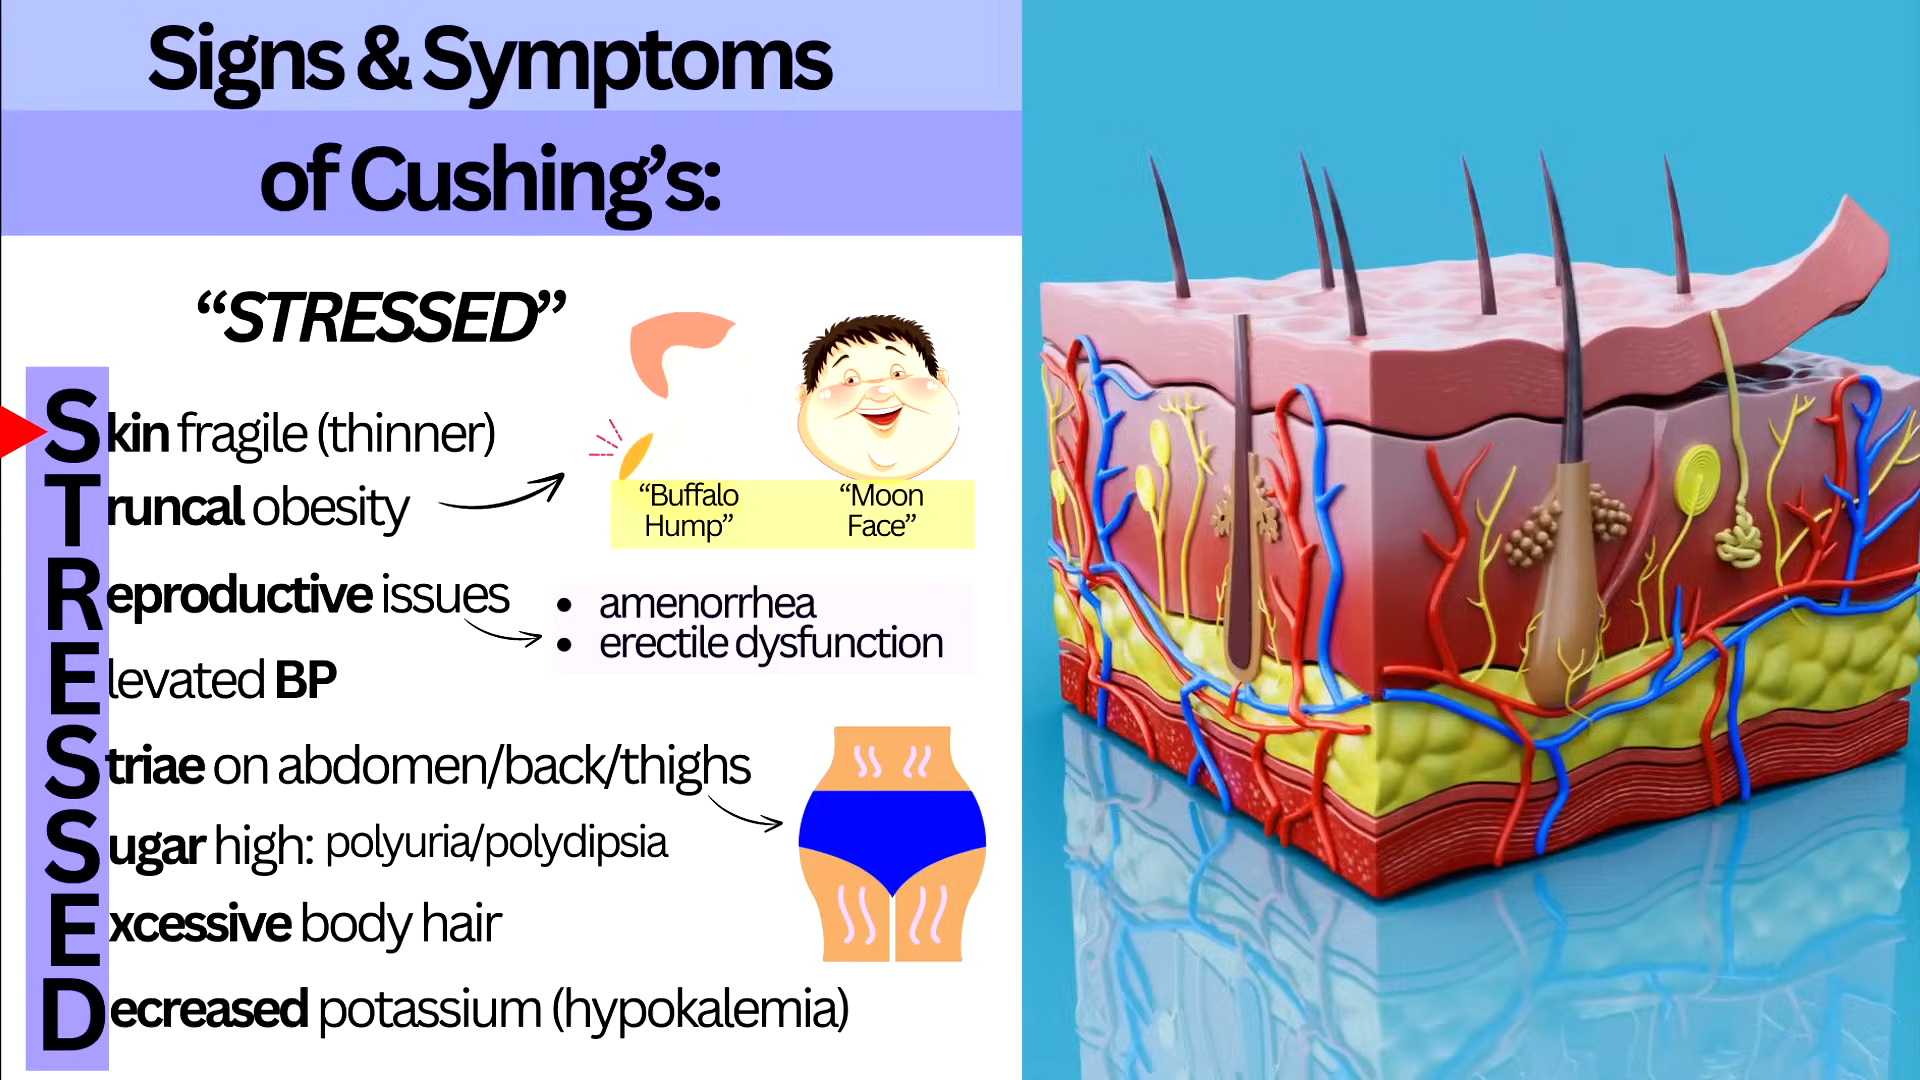 Signs & Symptoms
of Cushing’s:
“STRESSED”
Skin fragile (thinner)
Truncal obesity
“Buffalo
Hump”
“Moon
Face”
Reproductive issues
• amenorrhea
• erectile dysfunction
Elevated BP
Striae on abdomen/back/thighs
Sugar high: polyuria/polydipsia
Excessive body hair
Decreased potassium (hypokalemia)